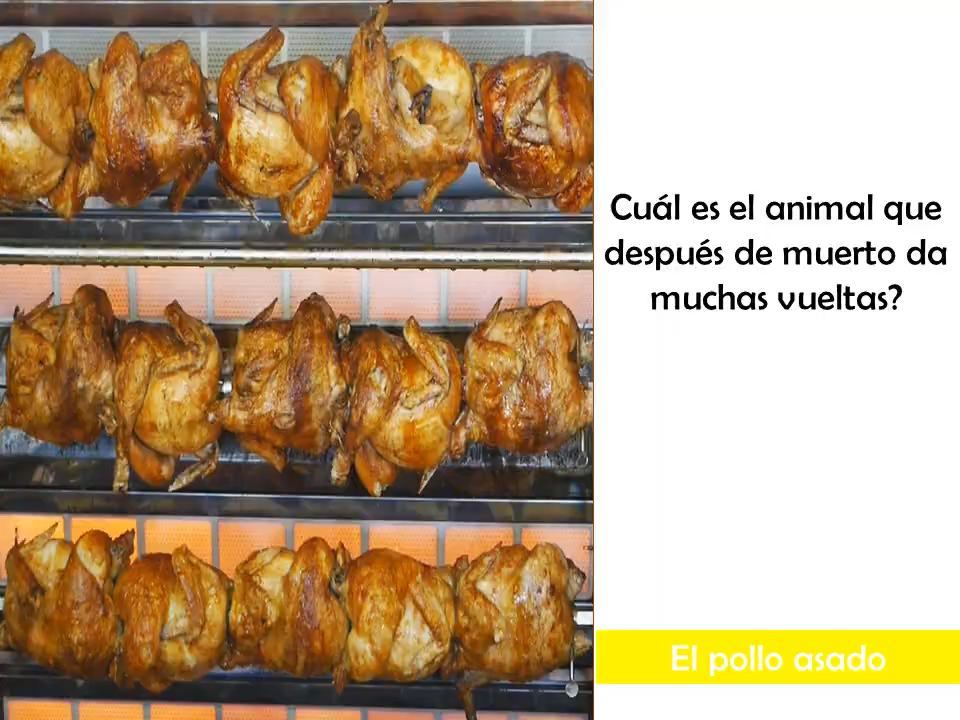 Cuál es el animal que
después de muerto da
muchas vueltas?
El pollo asado